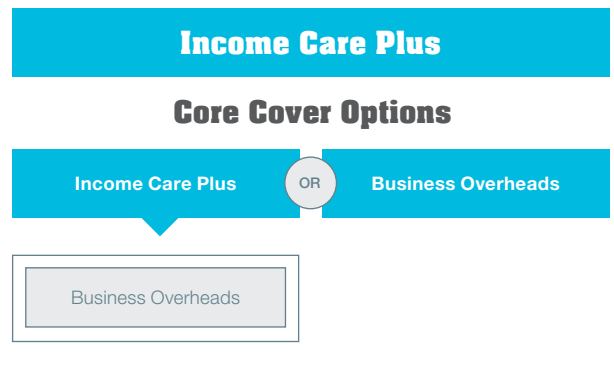 Income Care Plus
Core Cover Options
Income Care Plus
OR
Business Overheads
Business Overheads